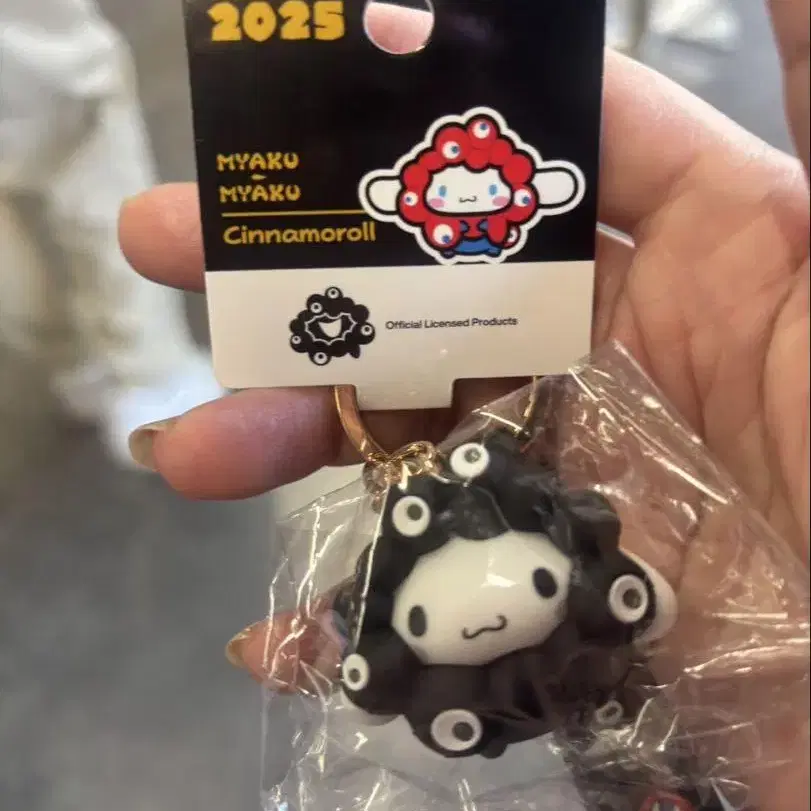 2025
MYAKU
-
MYAKU
Cinnamoroll
Official Licensed Products